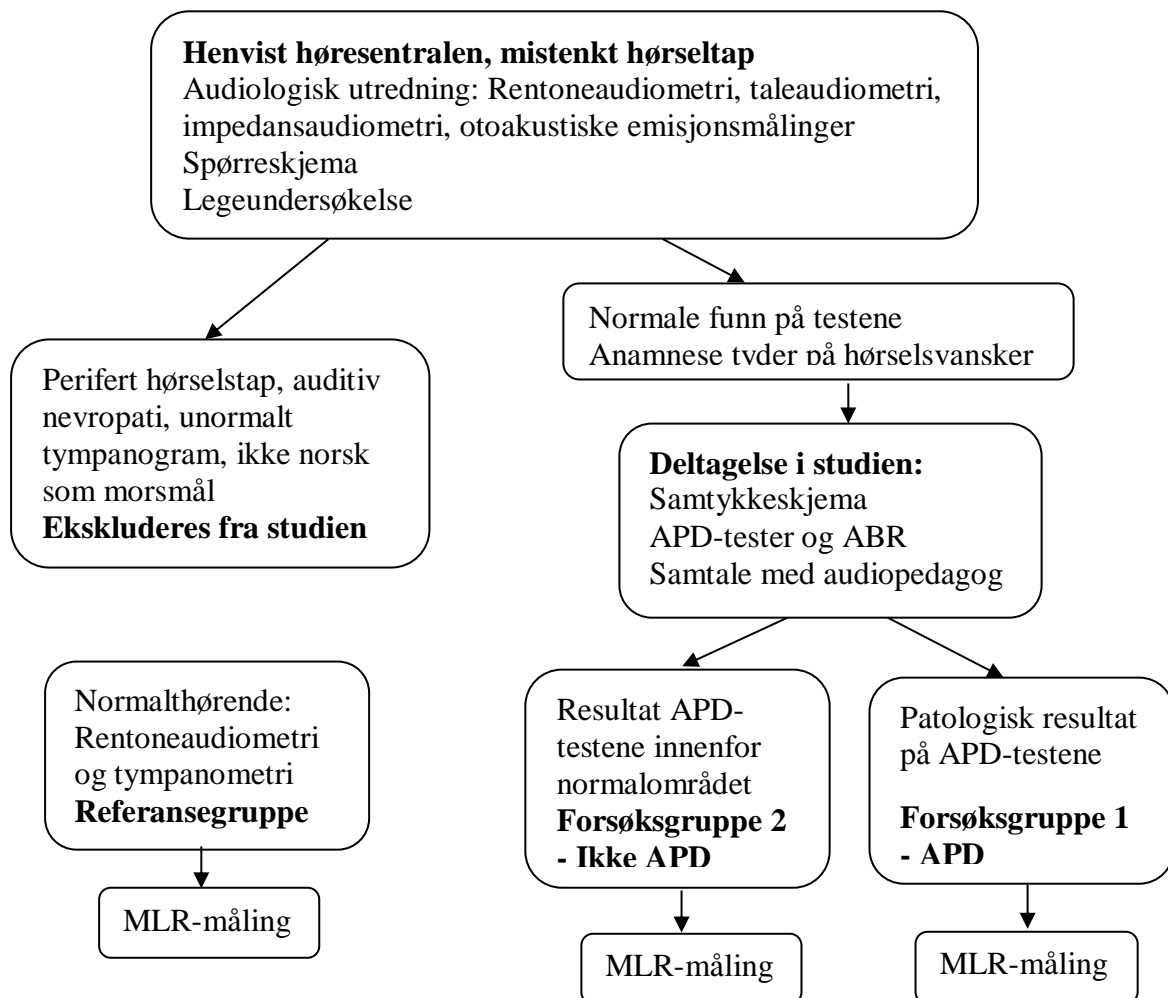 Henvist høresentralen, mistenkt hørseltap
Audiologisk utredning: Rentoneaudiometri, taleaudiometri,
impedansaudiometri, otoakustiske emisjonsmålinger
Spørreskjema
Legeundersøkelse
Perifert hørselstap, auditiv
nevropati, unormalt
tympanogram, ikke norsk
som morsmål
Ekskluderes fra studien
Normale funn på testene
Anamnese tyder på hørselsvansker
Deltagelse i studien:
Samtykkeskjema
APD-tester og ABR
Samtale med audiopedagog
Normalthørende:
Rentoneaudiometri
og tympanometri
Referansegruppe
Resultat APD-
testene innenfor
normalområdet
Forsøksgruppe 2
- Ikke APD
Patologisk resultat
på APD-testene
Forsøksgruppe 1
- APD
MLR-måling
MLR-måling
MLR-måling